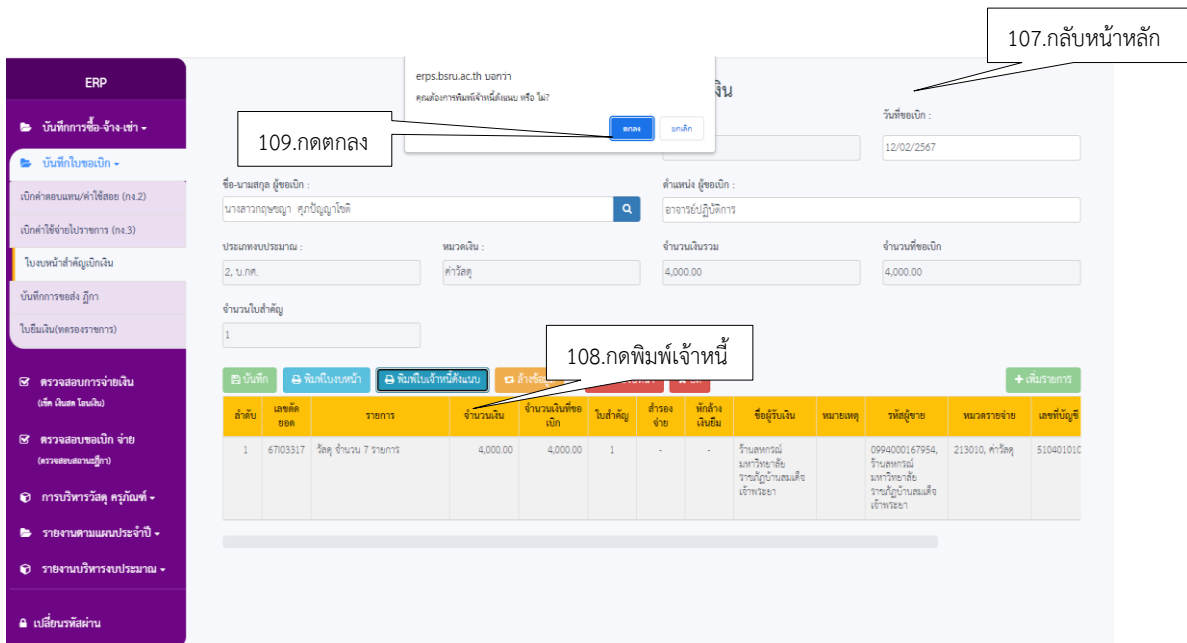 107.กลับหน้าหลัก
erps.bsru.ac.th บอกว่า
คุณต้องการพิมพ์เจ้าหนี้ดังแนบ หรือ ไม่?
ตกลง
ยกเลิก
109.กดตกลง
ERP
บันทึกการซื้อ-จ้าง-เช่า
บันทึกใบขอเบิก
เบิกค่าตอบแทน/ค่าใช้สอย (กง.2)
เบิกค่าใช้จ่ายไปราชการ (กง.3)
ใบงบหน้าสำคัญเบิกเงิน
บันทึกการขอส่ง ฎีกา
ใบยืมเงิน(ทดรองราชการ)
ตรวจสอบการจ่ายเงิน
(เช็ค เงินสด โอนเงิน)
ตรวจสอบขอเบิก จ่าย
(ตรวจสอบสถานะฎีกา)
การบริหารวัสดุ ครุภัณฑ์
รายงานตามแผนประจำปี
รายงานบริหารงบประมาณ
เปลี่ยนรหัสผ่าน
งิน
วันที่ขอเบิก :
12/02/2567
ชื่อ-นามสกุล ผู้ขอเบิก :
ตำแหน่ง ผู้ขอเบิก :
นางสาวกฤษชญา ศุภปัญญาโชติ
อาจารย์ปฏิบัติการ
ประเภทงบประมาณ :
หมวดเงิน :
จำนวนเงินรวม
จำนวนที่ขอเบิก
2, บ.กศ.
ค่าวัสดุ
4,000.00
4,000.00
จำนวนใบสำคัญ
1
108.กดพิมพ์เจ้าหนี้
บันทึก
พิมพ์ใบงบหน้า
พิมพ์ใบเจ้าหนี้ดังแนบ
เพิ่มรายการ
ลำดับ
เลขตัดยอด
รายการ
จำนวนเงิน
จำนวนเงินที่ขอเบิก
ใบสำคัญ
สำรองจ่าย
หักล้างเงินยืม
ชื่อผู้รับเงิน
หมายเหตุ
รหัสผู้ขาย
หมวดรายจ่าย
เลขที่บัญชี
1
67I03317
วัสดุ จำนวน 7 รายการ
4,000.00
4,000.00
1
-
-
ร้านสหกรณ์
มหาวิทยาลัย
ราชภัฏบ้านสมเด็จ
เจ้าพระยา
0994000167954,
ร้านสหกรณ์
มหาวิทยาลัย
ราชภัฏบ้านสมเด็จ
เจ้าพระยา
213010, ค่าวัสดุ
510401010